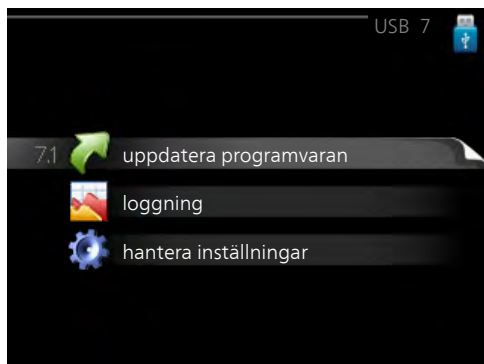 USB 7
7.1 uppdatera programvaran
loggning
hantera inställningar